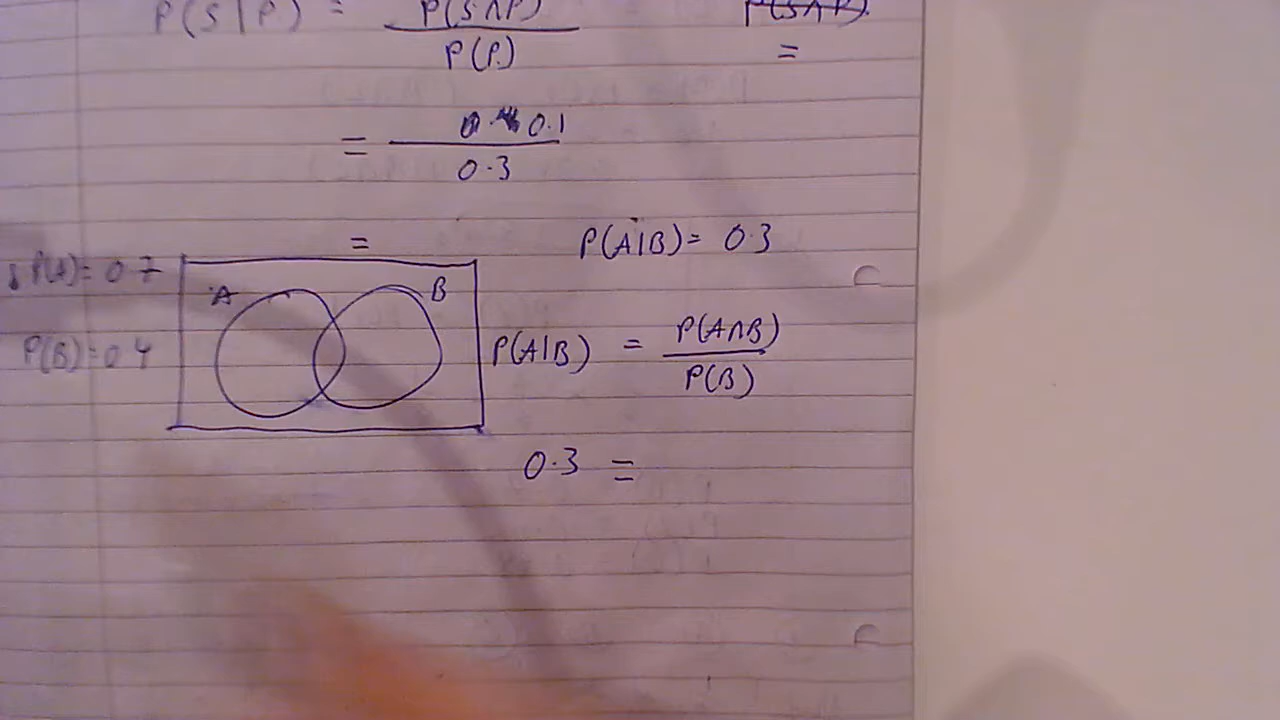 P(S|P) = P(S∩P) / P(P)
=
= 0.1 / 0.3
=
P(A|B) = 0.3
P(A) = 0.7
A B
P(B) = 0.4
P(A|B) = P(A∩B) / P(B)
0.3 =